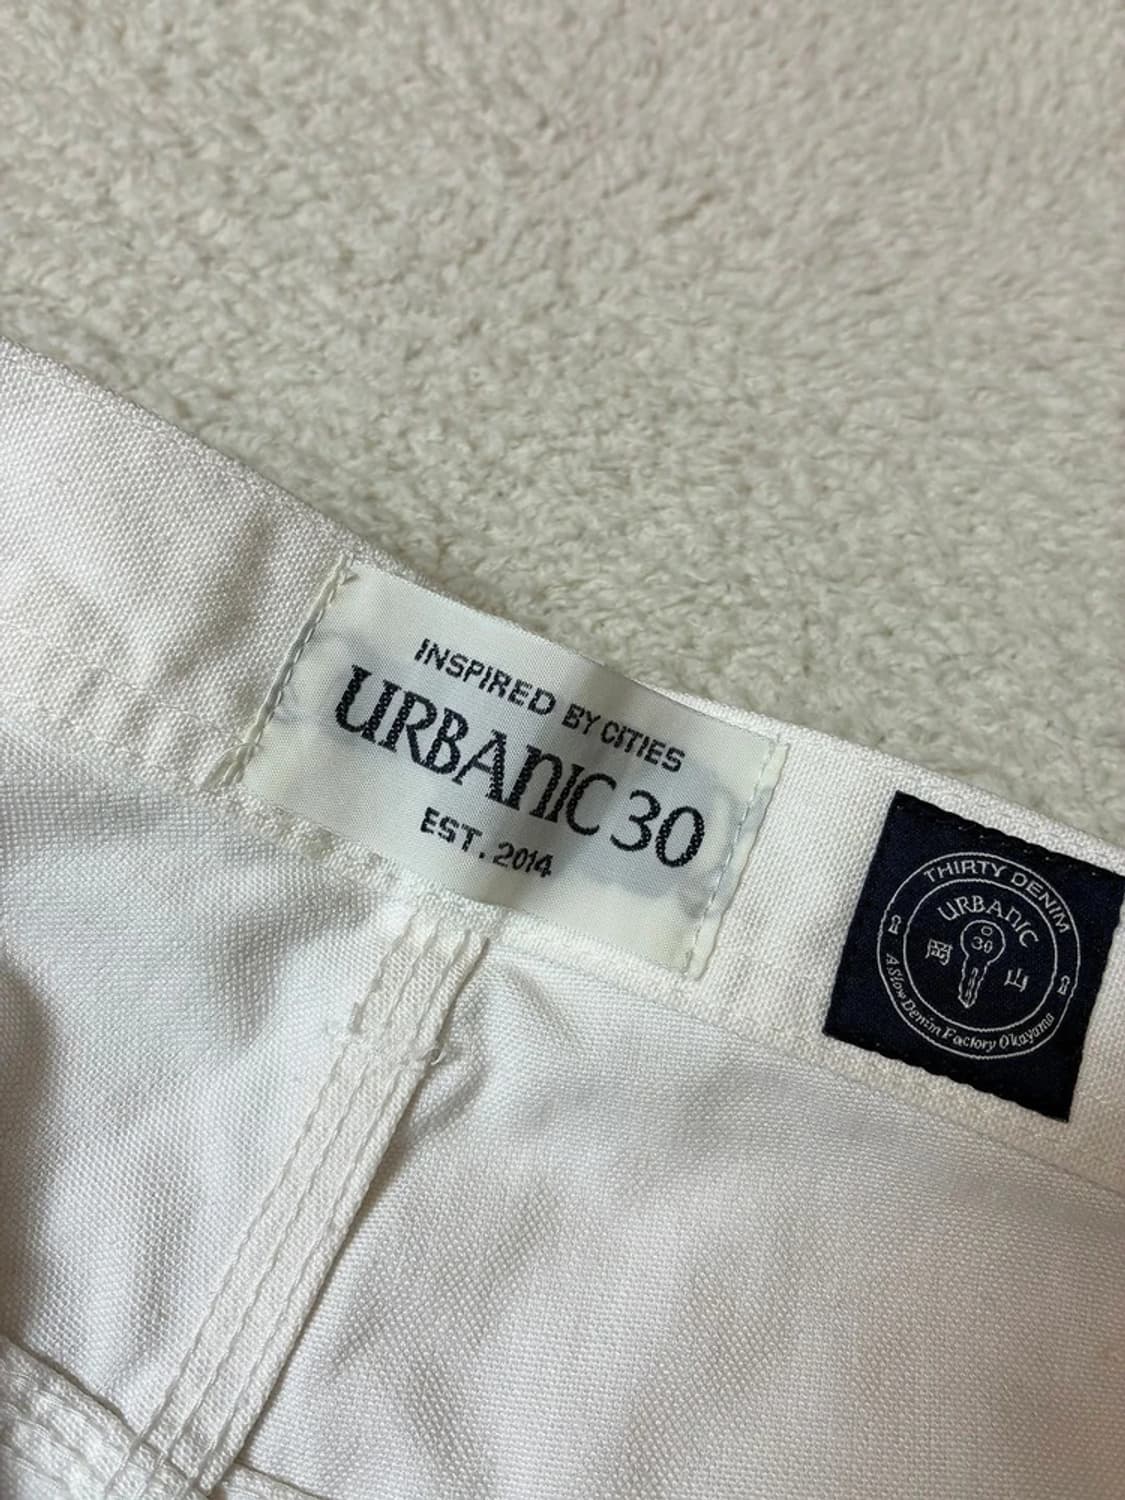 INSPIRED BY CITIES
URBANIC 30
EST. 2014
THIRTY DENIM
URBANIC
30
岡 山
A Slow Denim Factory Okayama